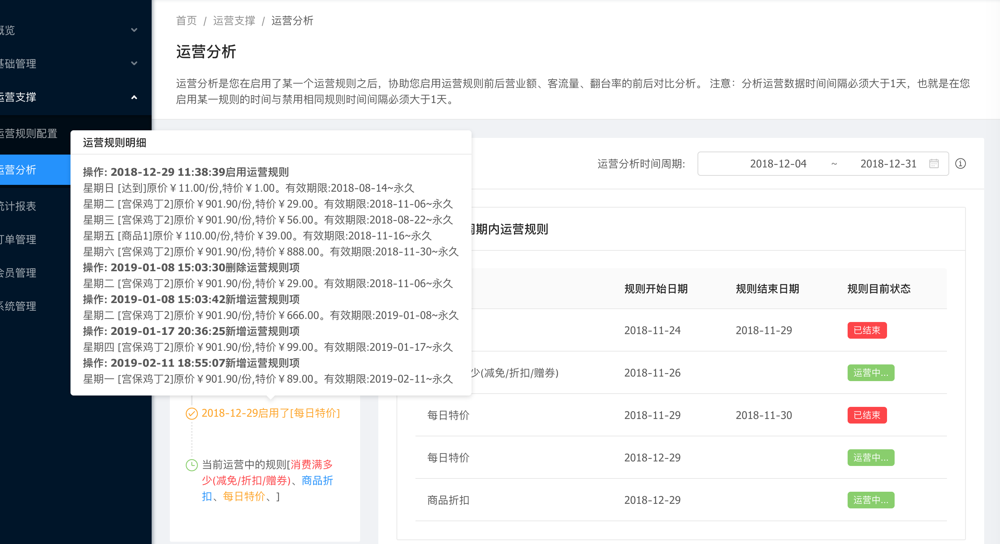 概览
基础管理
运营支撑
运营规则配置
运营分析
统计报表
订单管理
会员管理
系统管理
首页 / 运营支撑 / 运营分析
运营分析
运营分析是您在启用了某一个运营规则之后，协助您启用运营规则前后营业额、客流量、翻台率的前后对比分析。 注意：分析运营数据时间间隔必须大于1天，也就是在您
启用某一规则的时间与禁用相同规则时间间隔必须大于1天。
运营规则明细
操作: 2018-12-29 11:38:39启用运营规则
星期日 [达到]原价￥11.00/份,特价￥1.00。有效期限:2018-08-14~永久
星期二 [宫保鸡丁2]原价￥901.90/份,特价￥29.00。有效期限:2018-11-06~永久
星期三 [宫保鸡丁2]原价￥901.90/份,特价￥56.00。有效期限:2018-08-22~永久
星期五 [商品1]原价￥110.00/份,特价￥39.00。有效期限:2018-11-16~永久
星期六 [宫保鸡丁2]原价￥901.90/份,特价￥888.00。有效期限:2018-11-30~永久
操作: 2019-01-08 15:03:30删除运营规则项
星期二 [宫保鸡丁2]原价￥901.90/份,特价￥29.00。有效期限:2018-11-06~永久
操作: 2019-01-08 15:03:42新增运营规则项
星期二 [宫保鸡丁2]原价￥901.90/份,特价￥666.00。有效期限:2019-01-08~永久
操作: 2019-01-17 20:36:25新增运营规则项
星期四 [宫保鸡丁2]原价￥901.90/份,特价￥99.00。有效期限:2019-01-17~永久
操作: 2019-02-11 18:55:07新增运营规则项
星期一 [宫保鸡丁2]原价￥901.90/份,特价￥89.00。有效期限:2019-02-11~永久
2018-12-29启用了[每日特价]
当前运营中的规则[消费满多
少(减免/折扣/赠券)、商品折
扣、每日特价、]
运营分析时间周期: 2018-12-04 ~ 2018-12-31
周期内运营规则
规则开始日期 规则结束日期 规则目前状态
2018-11-24 2018-11-29 已结束
少(减免/折扣/赠券) 2018-11-26 运营中...
每日特价 2018-11-29 2018-11-30 已结束
每日特价 2018-12-29 运营中...
商品折扣 2018-12-29 运营中...